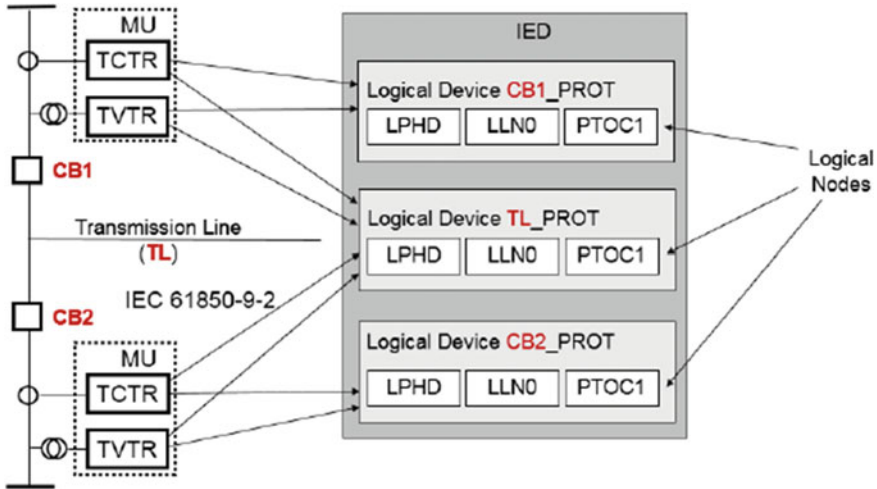 MU
TCTR
TVTR
CB1
Transmission Line
(TL)
IEC 61850-9-2
CB2
MU
TCTR
TVTR
IED
Logical Device CB1_PROT
LPHD LLN0 PTOC1
Logical Device TL_PROT
LPHD LLN0 PTOC1
Logical Device CB2_PROT
LPHD LLN0 PTOC1
Logical
Nodes